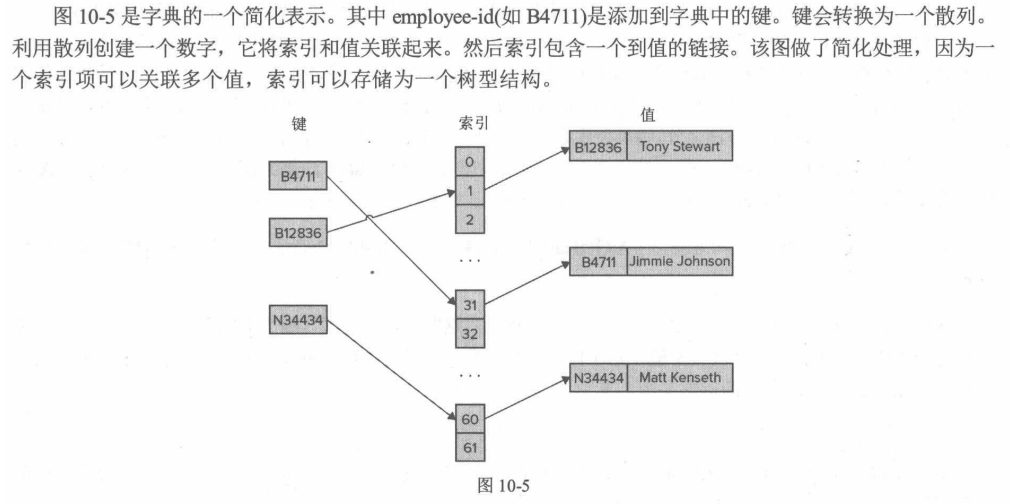 图 10-5 是字典的一个简化表示。其中 employee-id(如 B4711)是添加到字典中的键。键会转换为一个散列。
利用散列创建一个数字，它将索引和值关联起来。然后索引包含一个到值的链接。该图做了简化处理，因为一
个索引项可以关联多个值，索引可以存储为一个树型结构。
键
索引
值
B4711
B12836
N34434
0
1
2
...
31
32
...
60
61
B12836 Tony Stewart
B4711 Jimmie Johnson
N34434 Matt Kenseth
图 10-5